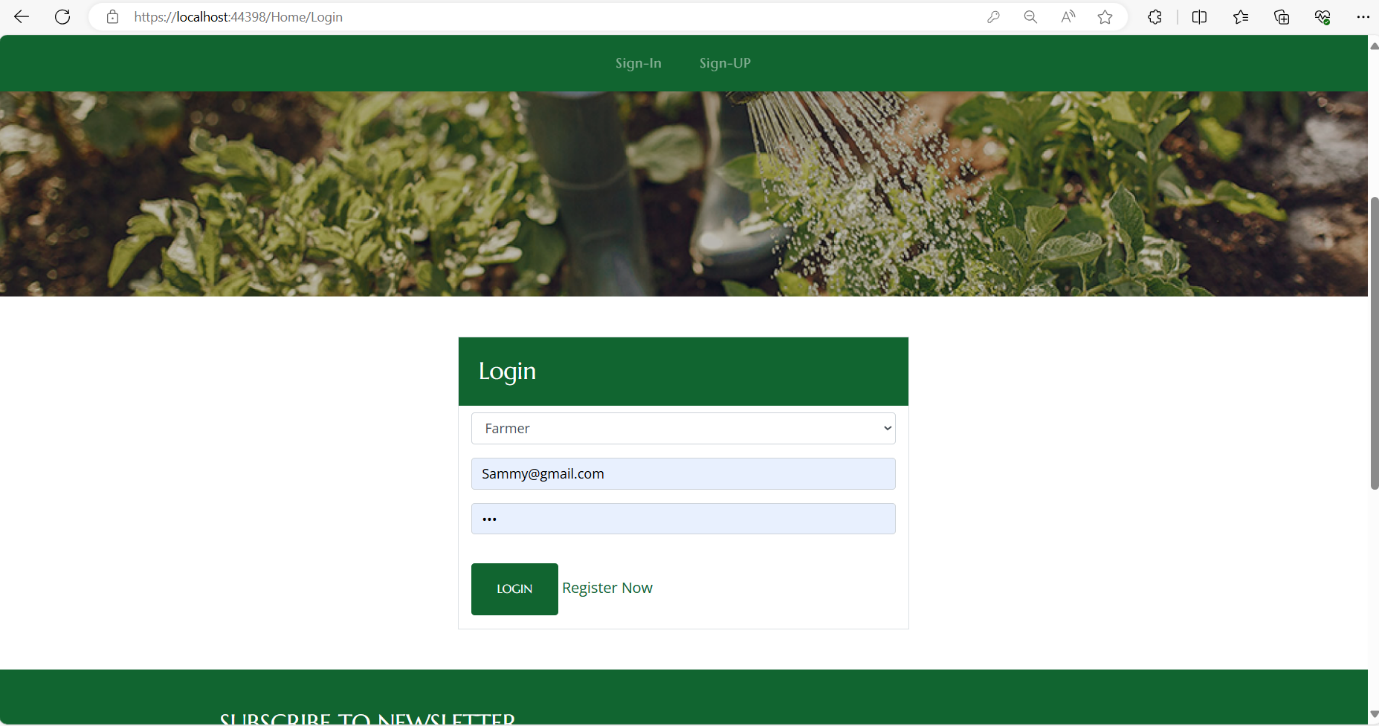 https://localhost:44398/Home/Login
Sign-In Sign-UP
Login
Farmer
Sammy@gmail.com
•••
LOGIN Register Now
SUBSCRIBE TO NEWSLETTER